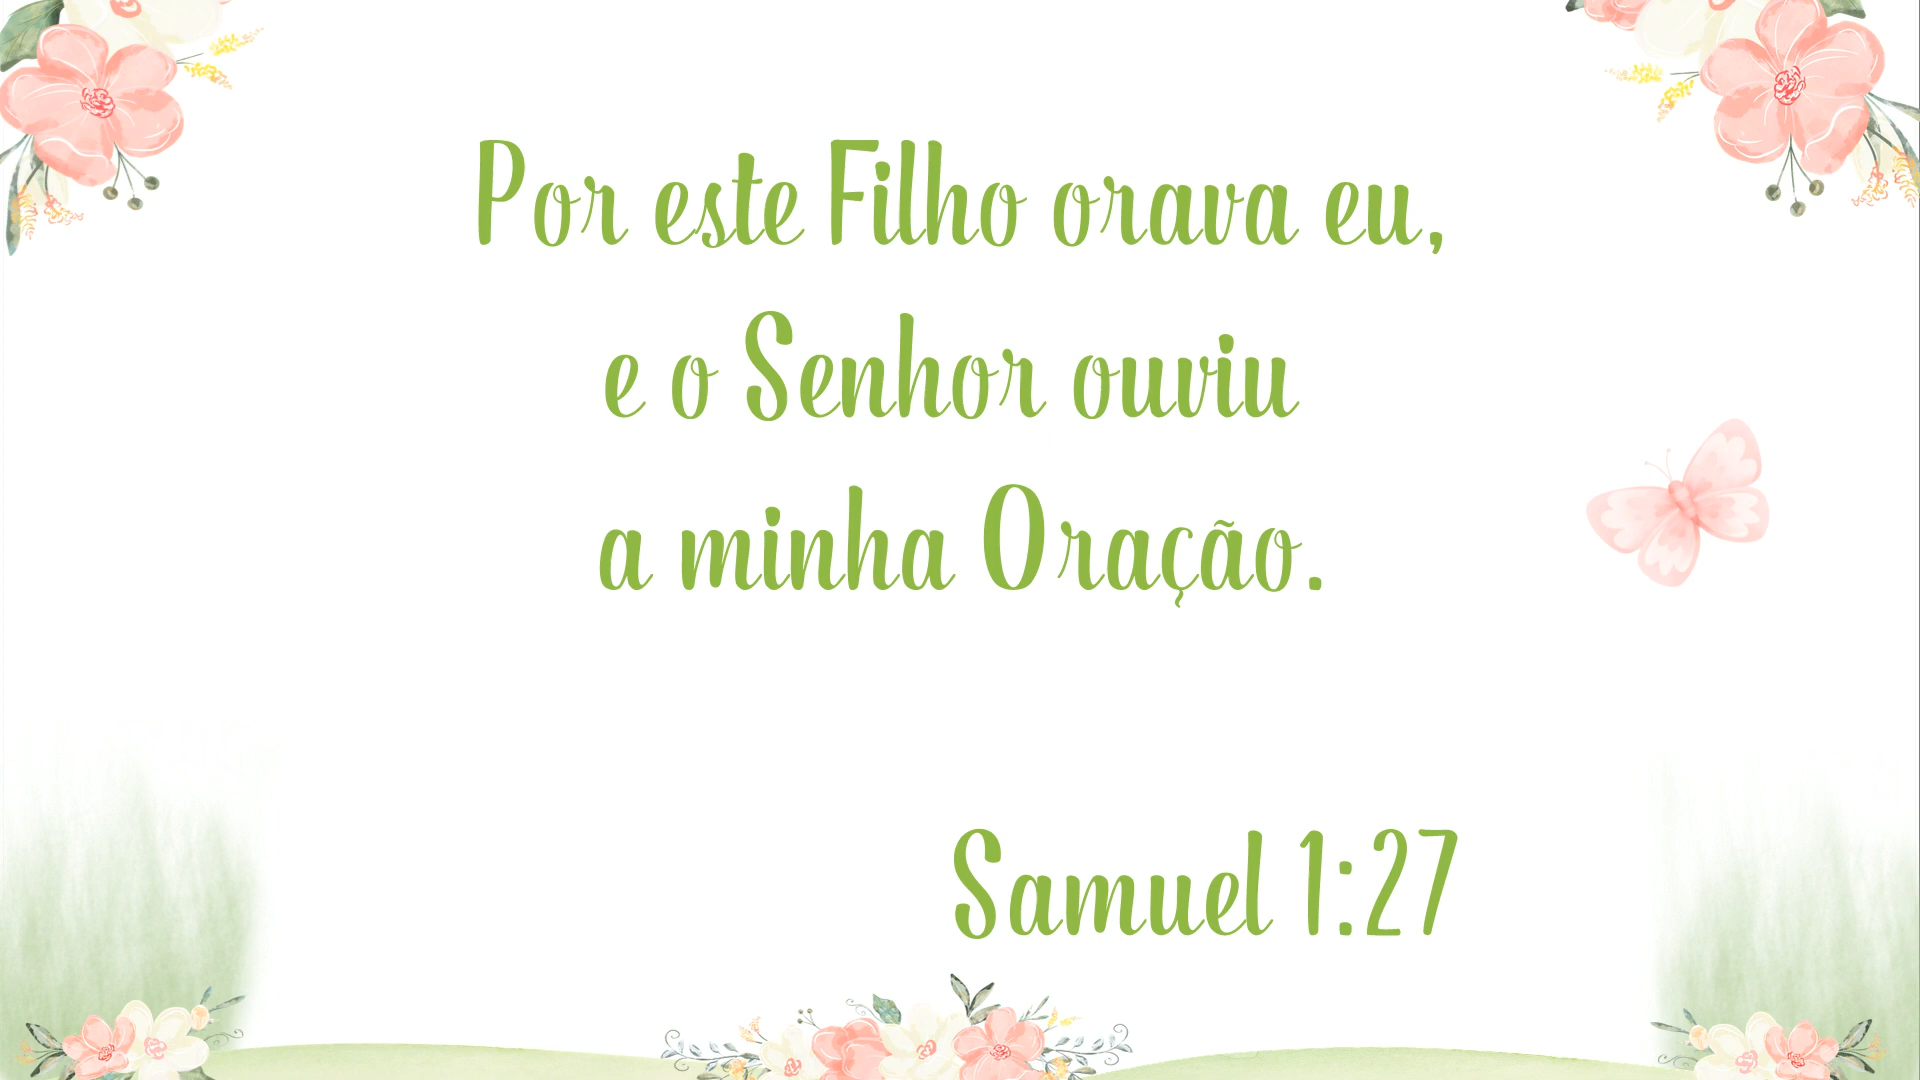 Por este Filho orava eu,
e o Senhor ouviu
a minha Oração.
Samuel 1:27